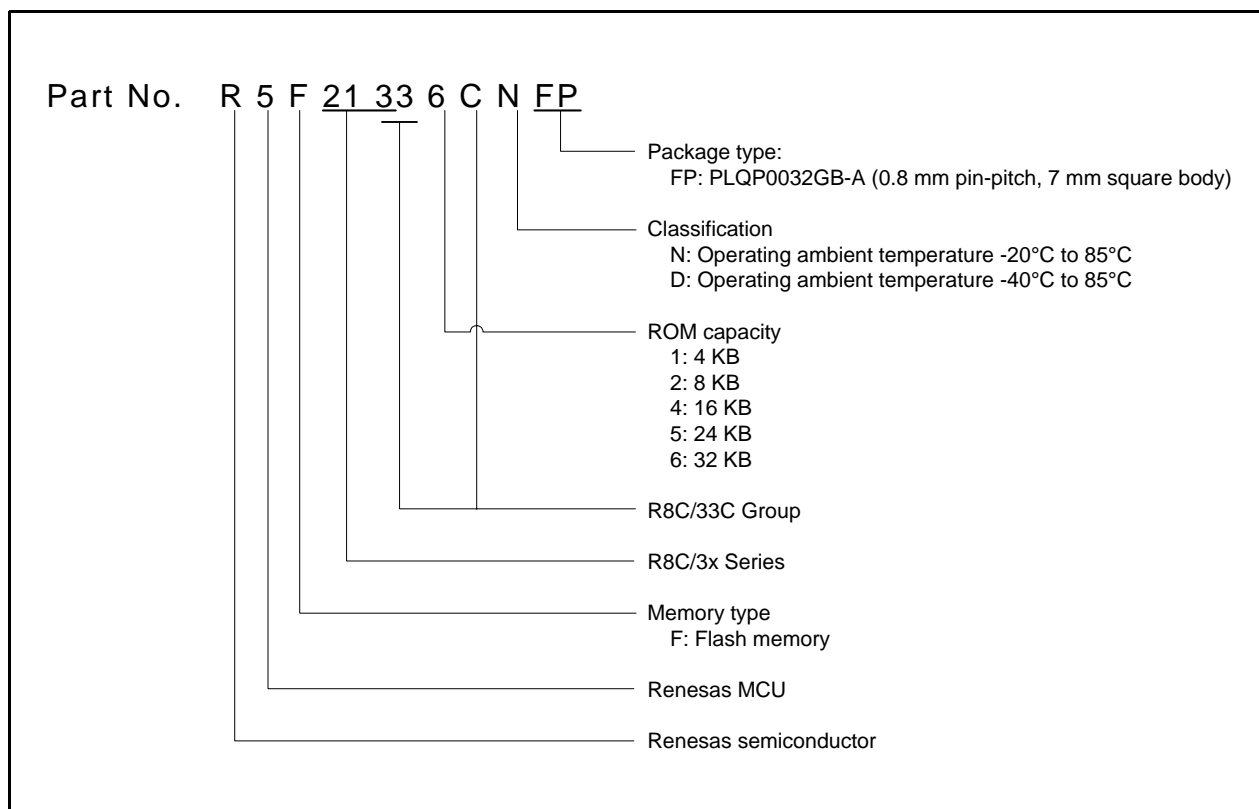 Part No. R 5 F 21 33 6 C N FP
Package type:
FP: PLQP0032GB-A (0.8 mm pin-pitch, 7 mm square body)
Classification
N: Operating ambient temperature -20°C to 85°C
D: Operating ambient temperature -40°C to 85°C
ROM capacity
1: 4 KB
2: 8 KB
4: 16 KB
5: 24 KB
6: 32 KB
R8C/33C Group
R8C/3x Series
Memory type
F: Flash memory
Renesas MCU
Renesas semiconductor